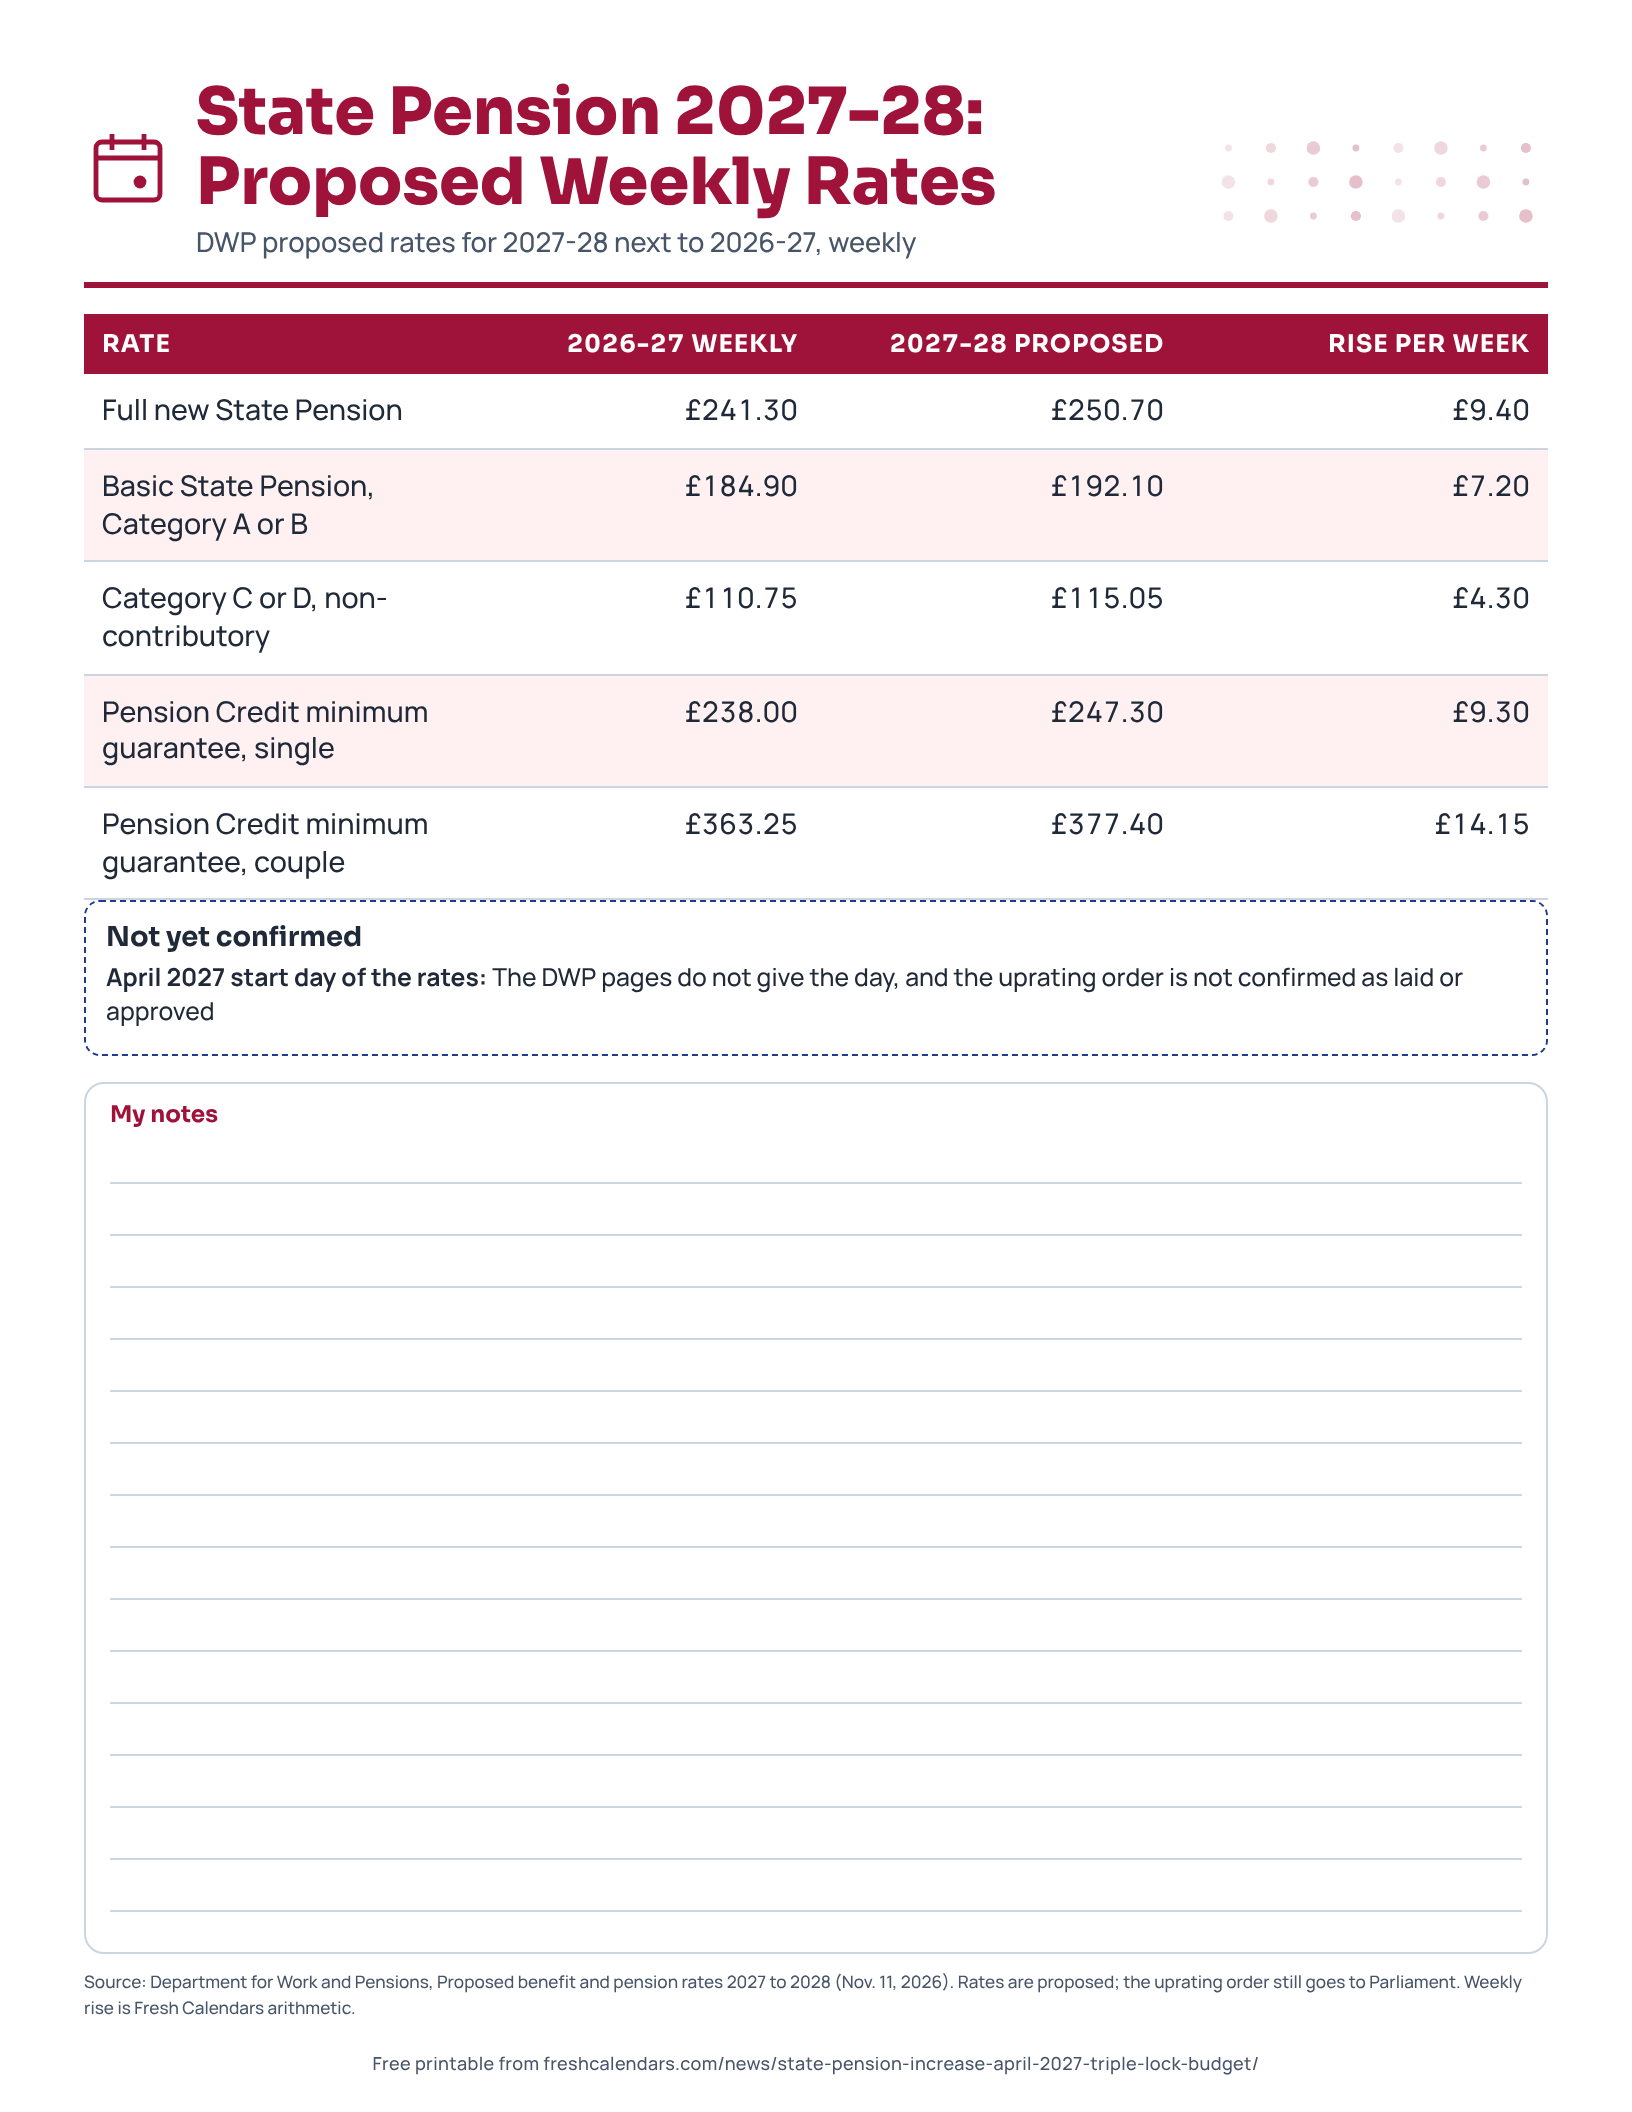 State Pension 2027–28:
Proposed Weekly Rates
DWP proposed rates for 2027-28 next to 2026-27, weekly
RATE 2026–27 WEEKLY 2027–28 PROPOSED RISE PER WEEK
Full new State Pension £241.30 £250.70 £9.40
Basic State Pension, £184.90 £192.10 £7.20
Category A or B
Category C or D, non- £110.75 £115.05 £4.30
contributory
Pension Credit minimum £238.00 £247.30 £9.30
guarantee, single
Pension Credit minimum £363.25 £377.40 £14.15
guarantee, couple
Not yet confirmed
April 2027 start day of the rates: The DWP pages do not give the day, and the uprating order is not confirmed as laid or
approved
My notes
Source: Department for Work and Pensions, Proposed benefit and pension rates 2027 to 2028 (Nov. 11, 2026). Rates are proposed; the uprating order still goes to Parliament. Weekly
rise is Fresh Calendars arithmetic.
Free printable from freshcalendars.com/news/state-pension-increase-april-2027-triple-lock-budget/